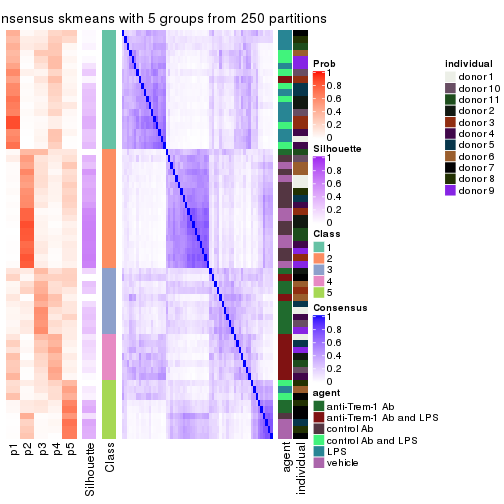 nsensus skmeans with 5 groups from 250 partitions
p1
p2
p3
p4
p5
Silhouette
Class
agent
individual
Prob
1
0.8
0.6
0.4
0.2
0
Silhouette
1
0.8
0.6
0.4
0.2
0
Class
1
2
3
4
5
Consensus
1
0.8
0.6
0.4
0.2
0
agent
anti-Trem-1 Ab
anti-Trem-1 Ab and LPS
control Ab
control Ab and LPS
LPS
vehicle
individual
donor 1
donor 10
donor 11
donor 2
donor 3
donor 4
donor 5
donor 6
donor 7
donor 8
donor 9